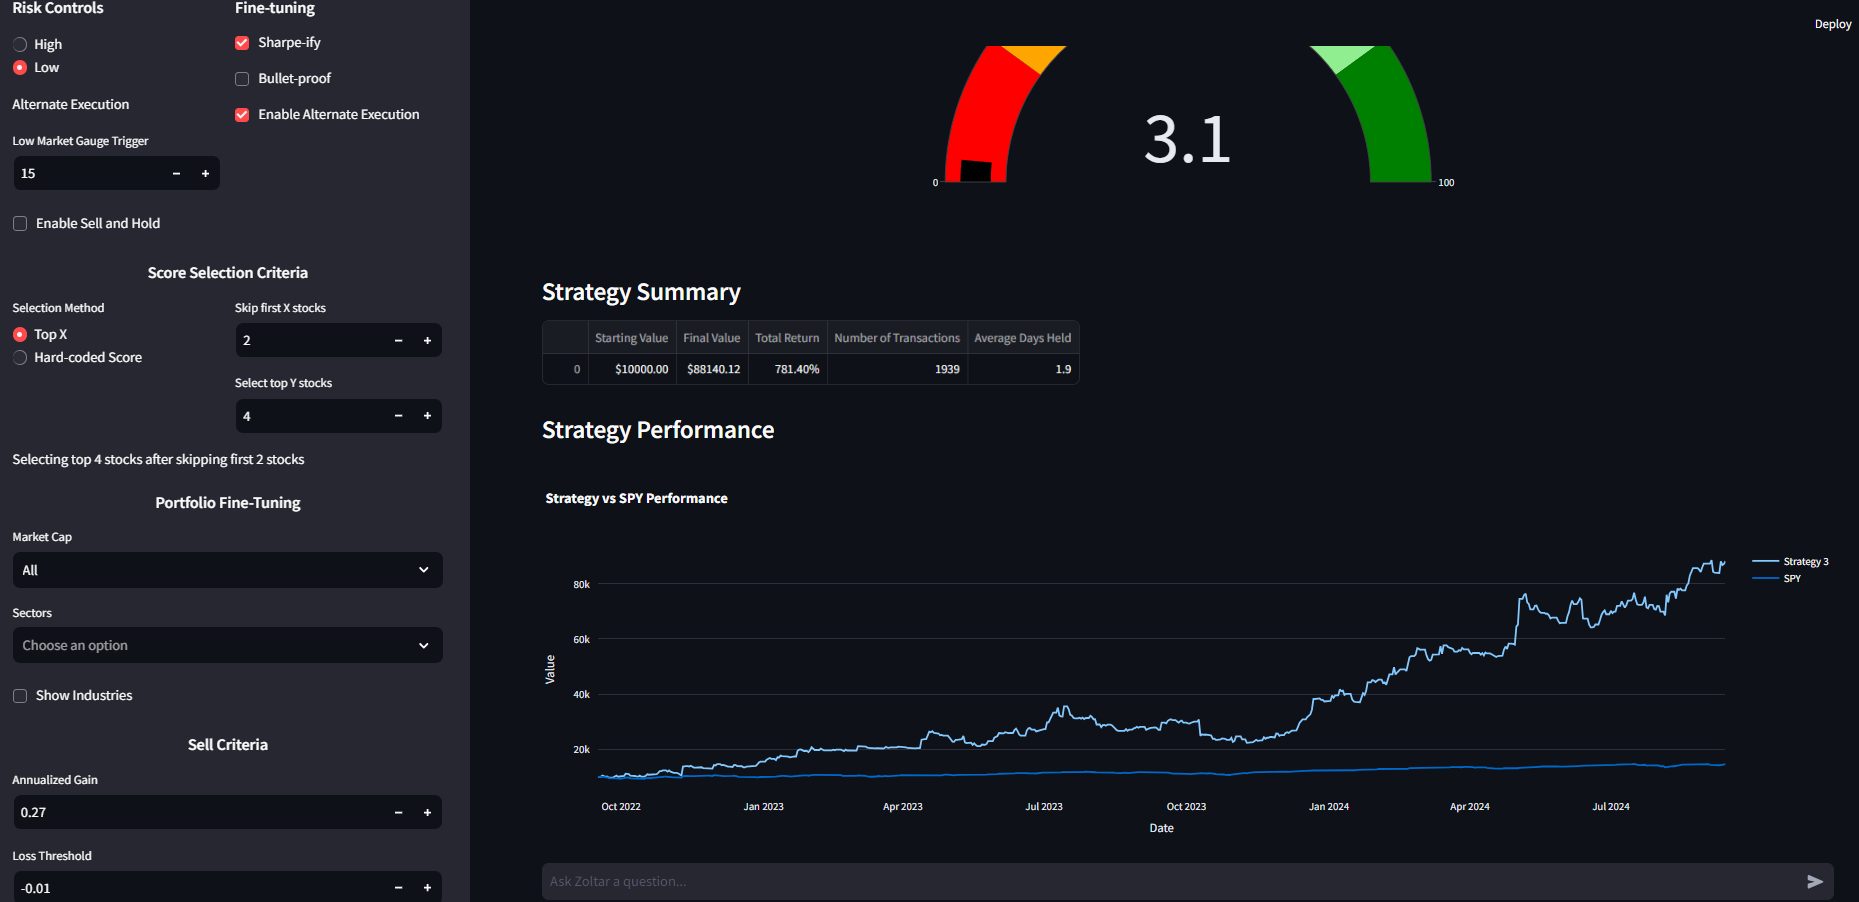 Risk Controls
High
Low
Alternate Execution
Low Market Gauge Trigger
15
Enable Sell and Hold
Fine-tuning
Sharpe-ify
Bullet-proof
Enable Alternate Execution
Score Selection Criteria
Selection Method
Top X
Hard-coded Score
Skip first X stocks
2
Select top Y stocks
4
Selecting top 4 stocks after skipping first 2 stocks
Portfolio Fine-Tuning
Market Cap
All
Sectors
Choose an option
Show Industries
Sell Criteria
Annualized Gain
0.27
Loss Threshold
-0.01
Deploy
3.1
0
100
Strategy Summary
Starting Value Final Value Total Return Number of Transactions Average Days Held
0 $10000.00 $88140.12 781.40% 1939 1.9
Strategy Performance
Strategy vs SPY Performance
Strategy 3
SPY
80k
60k
40k
20k
Value
Oct 2022 Jan 2023 Apr 2023 Jul 2023 Oct 2023 Jan 2024 Apr 2024 Jul 2024
Date
Ask Zoltar a question...